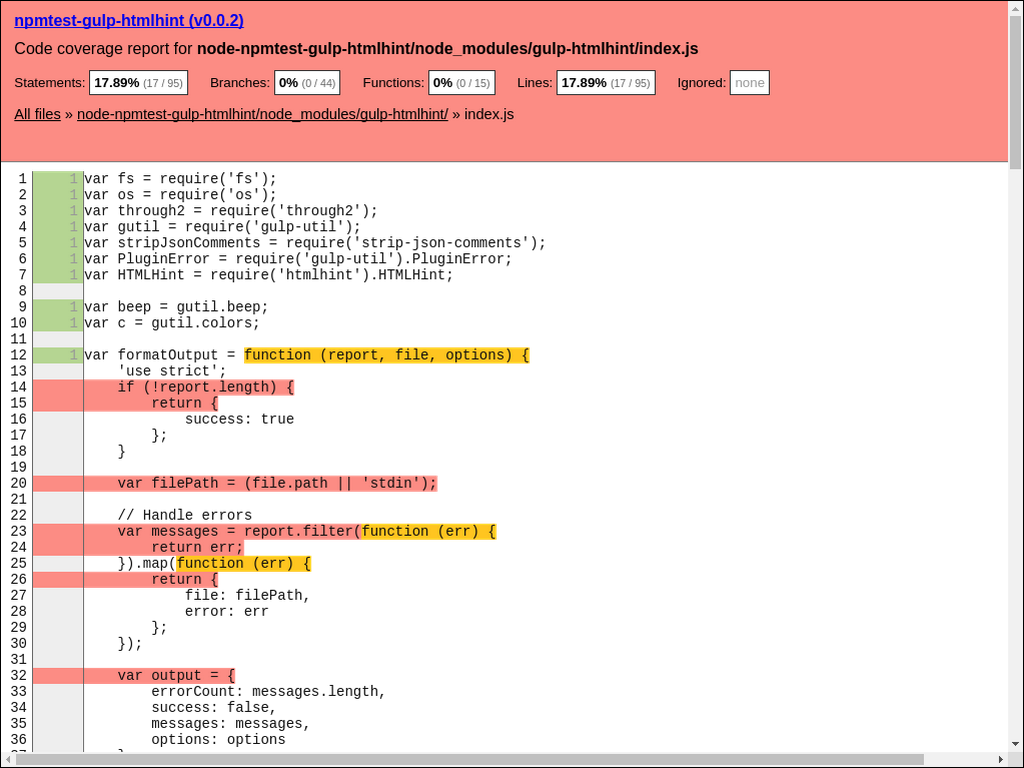 npmtest-gulp-htmlhint (v0.0.2)
Code coverage report for node-npmtest-gulp-htmlhint/node_modules/gulp-htmlhint/index.js
Statements: 17.89% (17 / 95) Branches: 0% (0 / 44) Functions: 0% (0 / 15) Lines: 17.89% (17 / 95) Ignored: none
All files » node-npmtest-gulp-htmlhint/node_modules/gulp-htmlhint/ » index.js
1 1 var fs = require('fs');
2 1 var os = require('os');
3 1 var through2 = require('through2');
4 1 var gutil = require('gulp-util');
5 1 var stripJsonComments = require('strip-json-comments');
6 1 var PluginError = require('gulp-util').PluginError;
7 1 var HTMLHint = require('htmlhint').HTMLHint;
8
9 1 var beep = gutil.beep;
10 1 var c = gutil.colors;
11
12 1 var formatOutput = function (report, file, options) {
13 'use strict';
14 if (!report.length) {
15 return {
16 success: true
17 };
18 }
19
20 var filePath = (file.path || 'stdin');
21
22 // Handle errors
23 var messages = report.filter(function (err) {
24 return err;
25 }).map(function (err) {
26 return {
27 file: filePath,
28 error: err
29 };
30 });
31
32 var output = {
33 errorCount: messages.length,
34 success: false,
35 messages: messages,
36 options: options